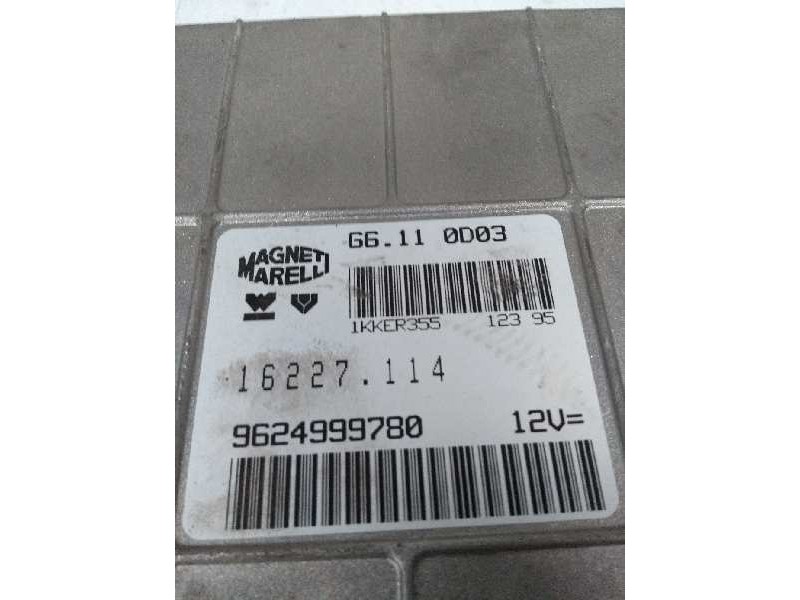 MAGNETI
MARELLI
G6.11 0D03
1KKER355 123 95
16227.114
9624999780 12V=